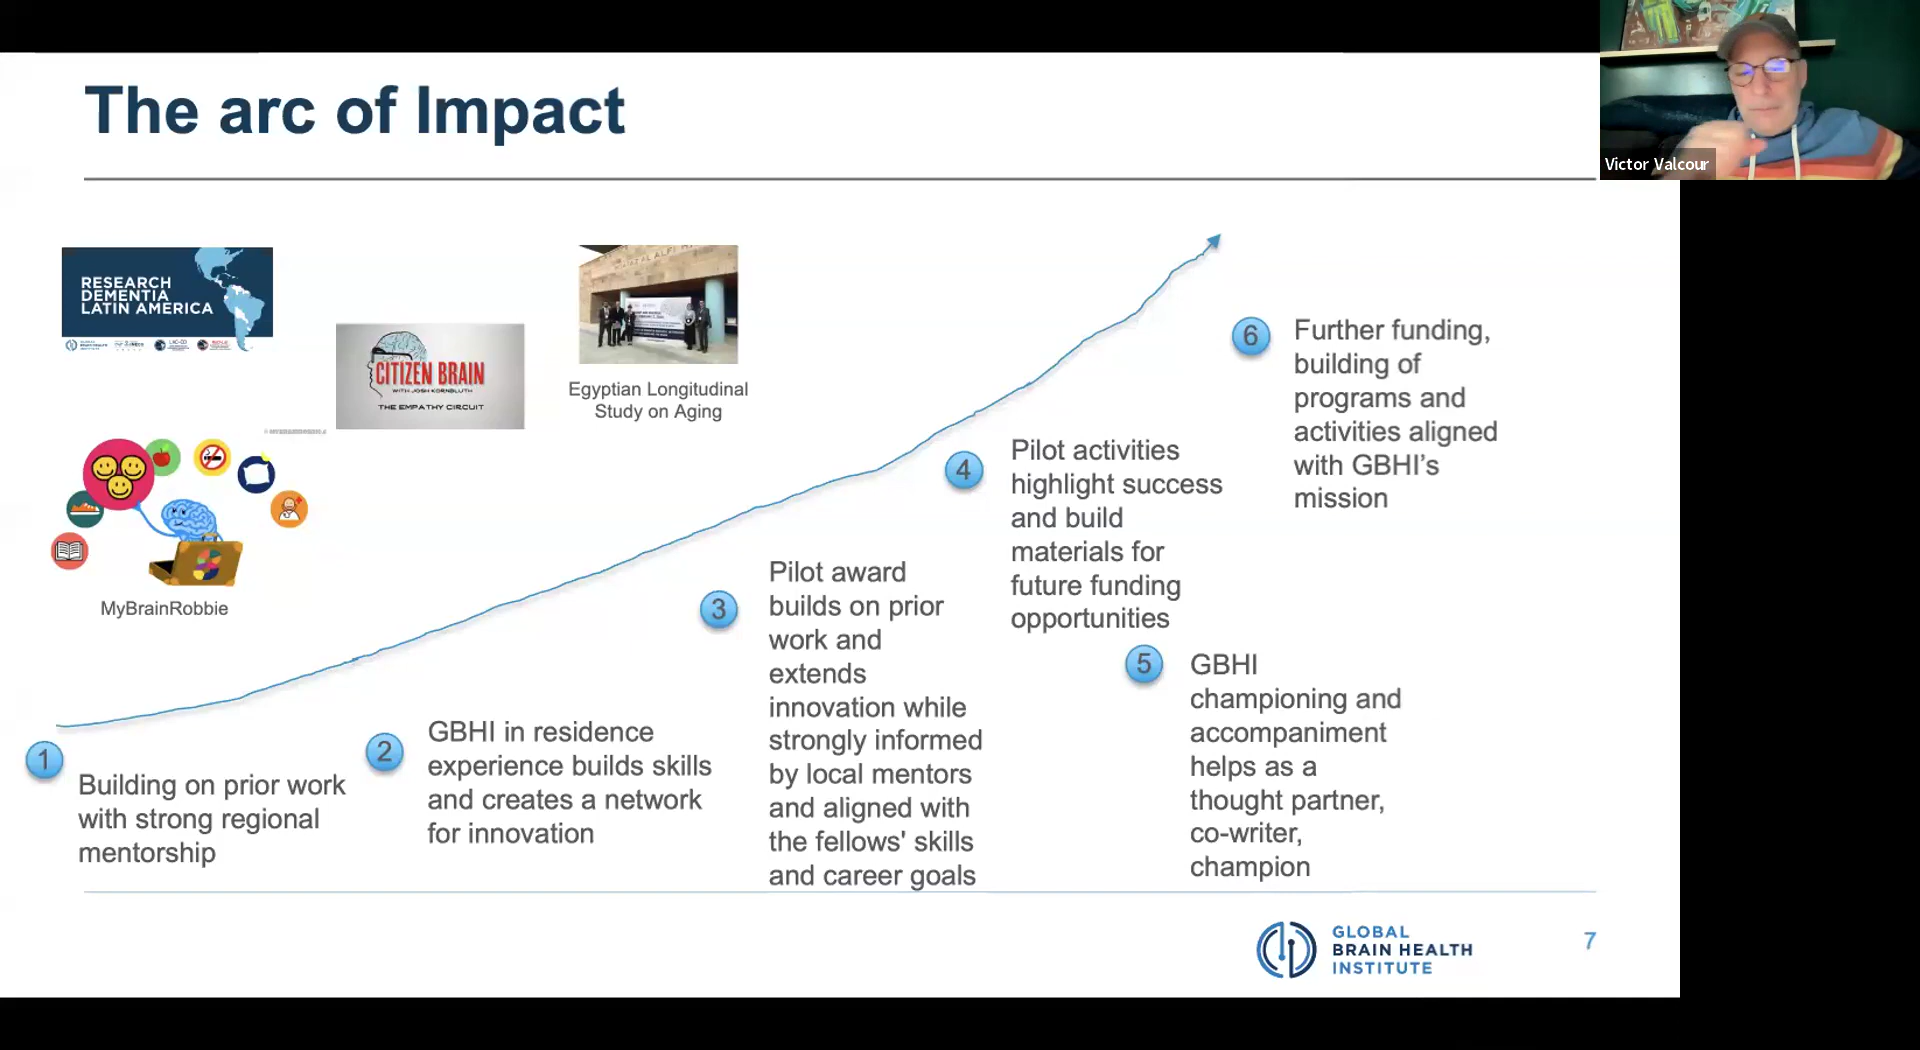 The arc of Impact
Victor Valcour
RESEARCH
DEMENTIA
LATIN AMERICA
CITIZEN BRAIN
WITH JOSH KORNBLUTH
THE EMPATHY CIRCUIT
Egyptian Longitudinal
Study on Aging
MyBrainRobbie
1
Building on prior work
with strong regional
mentorship
2
GBHI in residence
experience builds skills
and creates a network
for innovation
3
Pilot award
builds on prior
work and
extends
innovation while
strongly informed
by local mentors
and aligned with
the fellows' skills
and career goals
4
Pilot activities
highlight success
and build
materials for
future funding
opportunities
5
GBHI
championing and
accompaniment
helps as a
thought partner,
co-writer,
champion
6
Further funding,
building of
programs and
activities aligned
with GBHI’s
mission
GLOBAL
BRAIN HEALTH
INSTITUTE
7